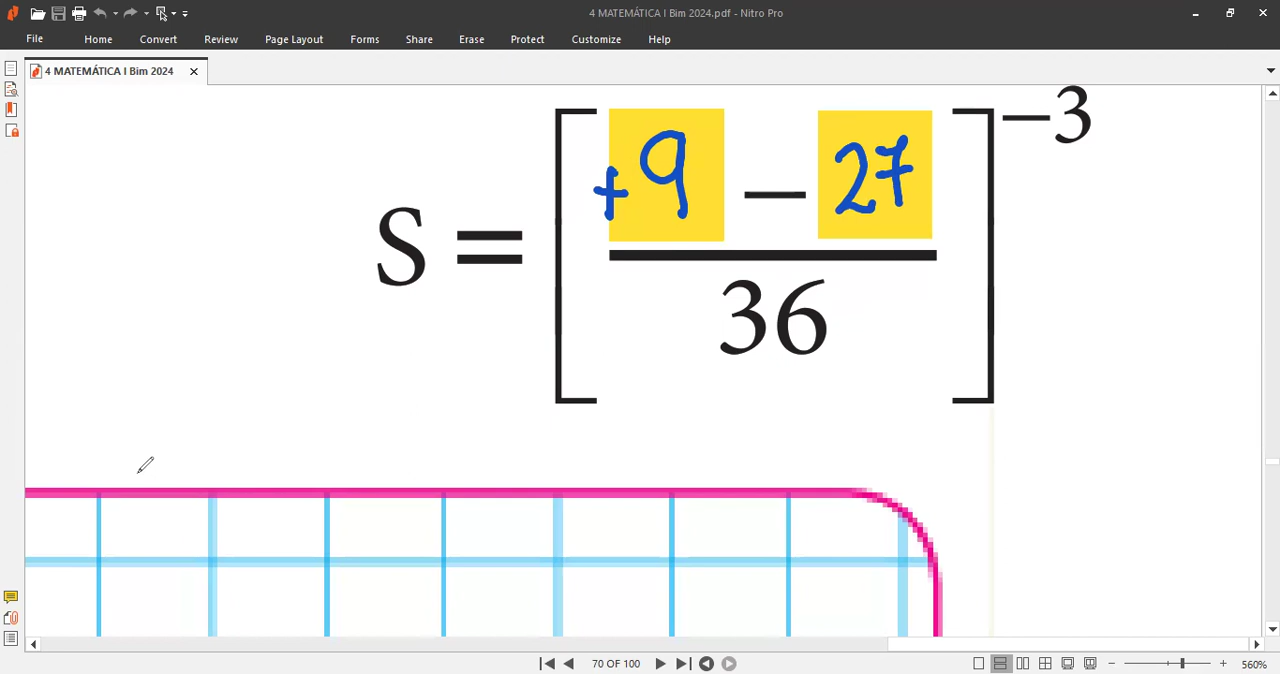 4 MATEMÁTICA I Bim 2024.pdf - Nitro Pro
File Home Convert Review Page Layout Forms Share Erase Protect Customize Help
4 MATEMÁTICA I Bim 2024
S = [ +9 − 27 ]−3
36
70 OF 100
560%